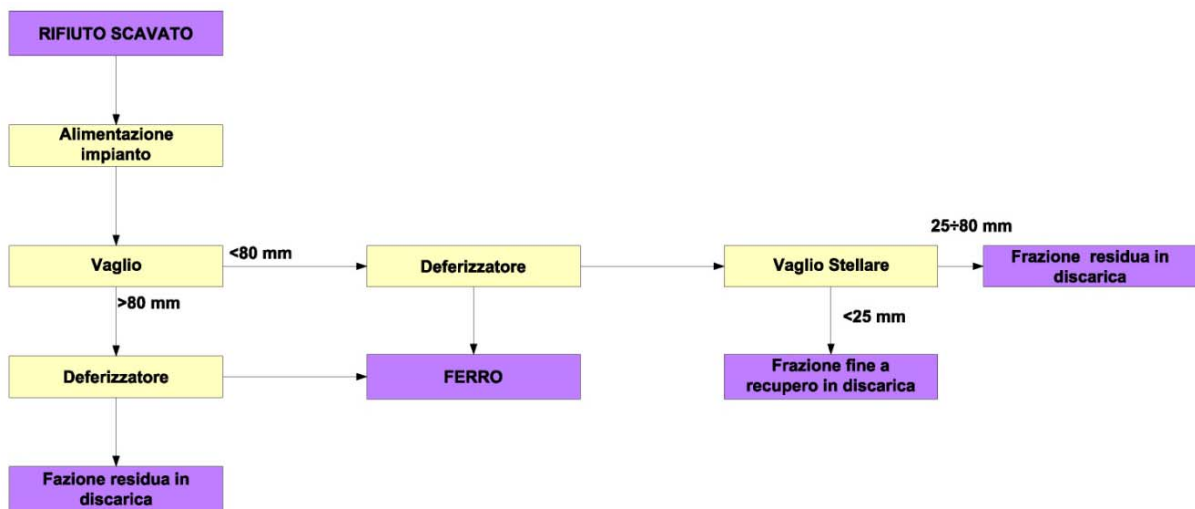 RIFIUTO SCAVATO
Alimentazione
impianto
Vaglio
<80 mm
Deferizzatore
Vaglio Stellare
25÷80 mm
Frazione  residua in
discarica
>80 mm
<25 mm
Deferizzatore
FERRO
Frazione fine a
recupero in discarica
Fazione residua in
discarica